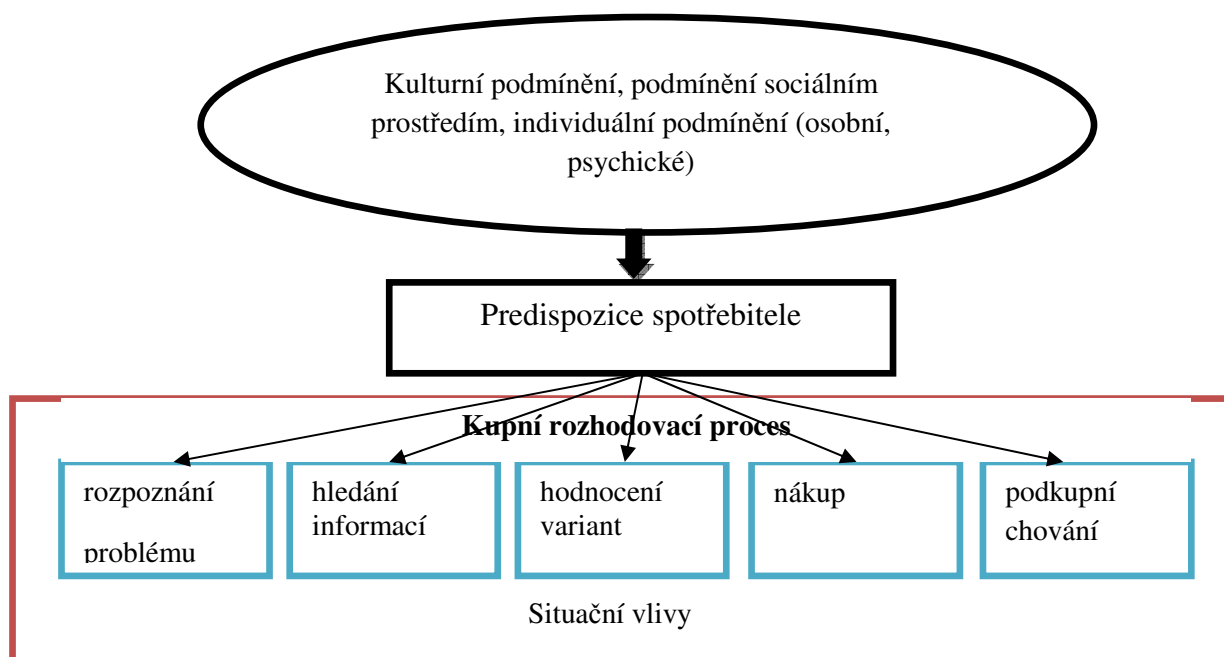 Kulturní podmínění, podmínění sociálním
prostředím, individuální podmínění (osobní,
psychické)
Predispozice spotřebitele
Kupní rozhodovací proces
rozpoznání
problému
hledání
informací
hodnocení
variant
nákup
podkupní
chování
Situační vlivy